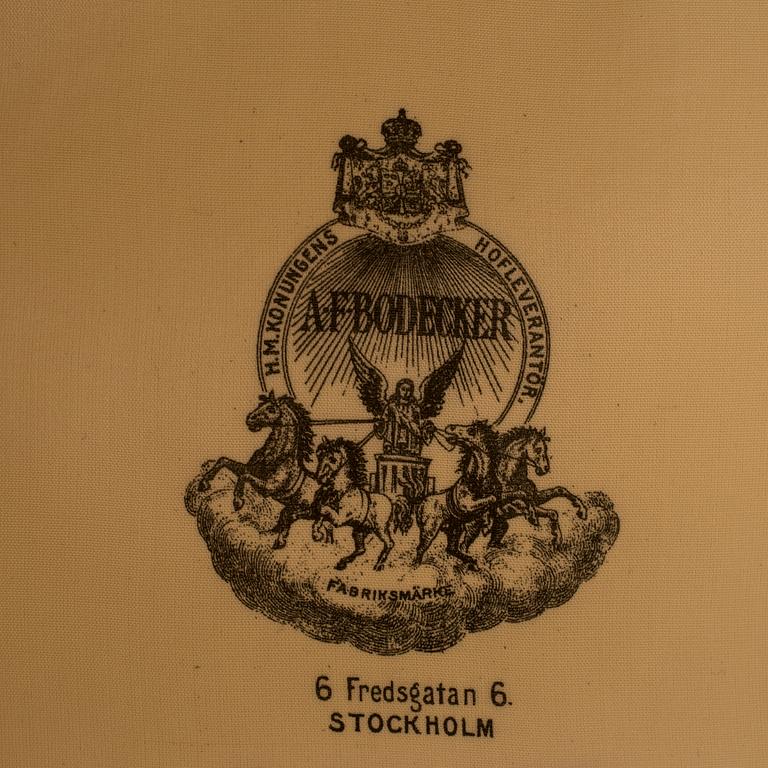 H.M.KONUNGENS HOFLEVERANTÖR.
A.F.BODECKER
FABRIKSMÄRKE
6 Fredsgatan 6.
STOCKHOLM